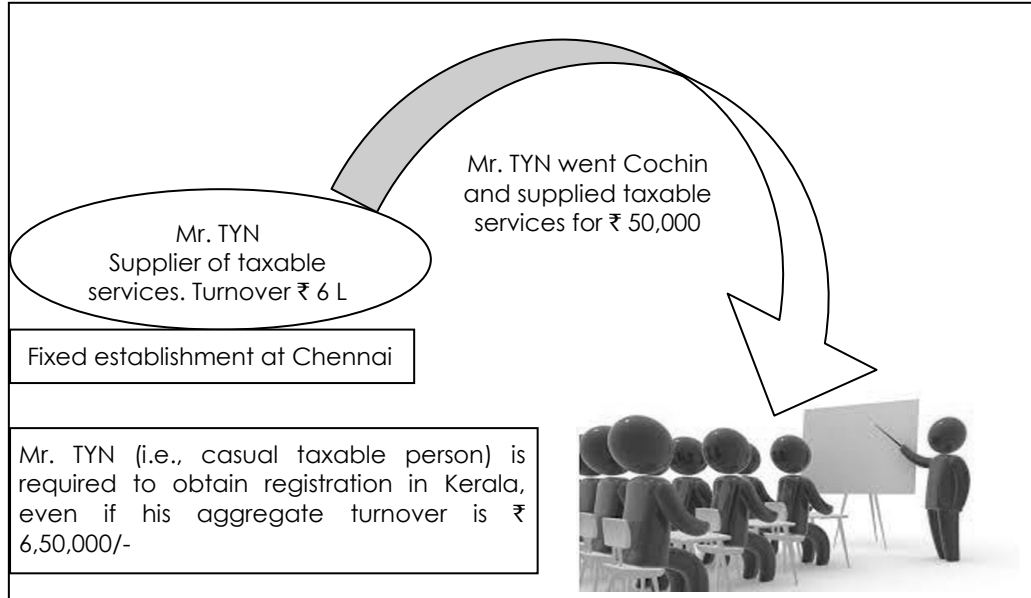 Mr. TYN went Cochin
and supplied taxable
services for ₹ 50,000
Mr. TYN
Supplier of taxable
services. Turnover ₹ 6 L
Fixed establishment at Chennai
Mr. TYN (i.e., casual taxable person) is
required to obtain registration in Kerala,
even if his aggregate turnover is ₹
6,50,000/-